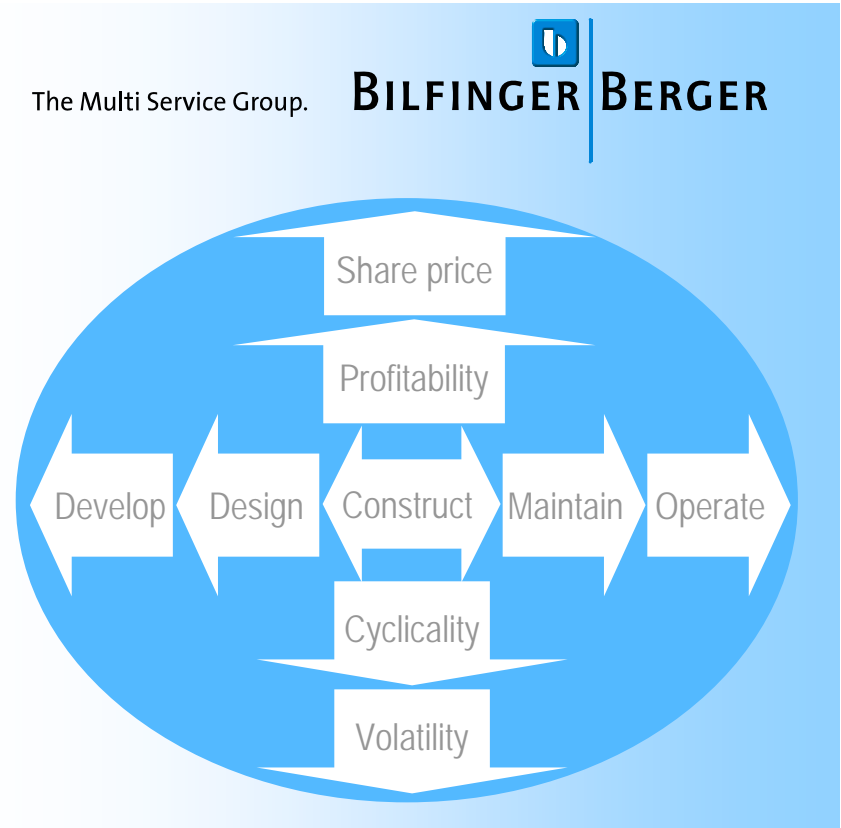 The Multi Service Group.
BILFINGER BERGER
Share price
Profitability
Develop Design Construct Maintain Operate
Cyclicality
Volatility